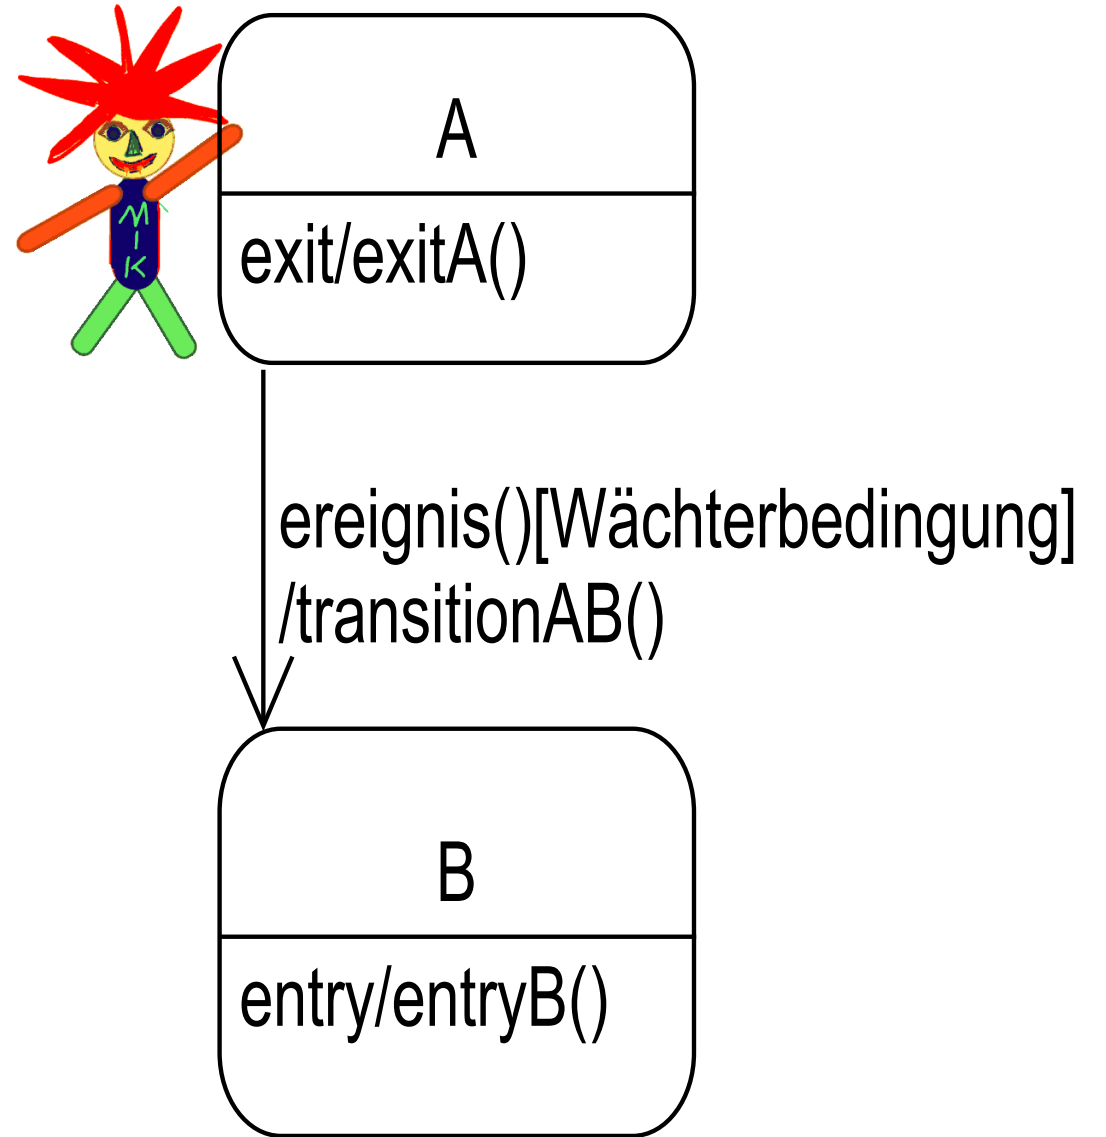 A
MIK
exit/exitA()
ereignis()[Wächterbedingung]
/transitionAB()
B
entry/entryB()